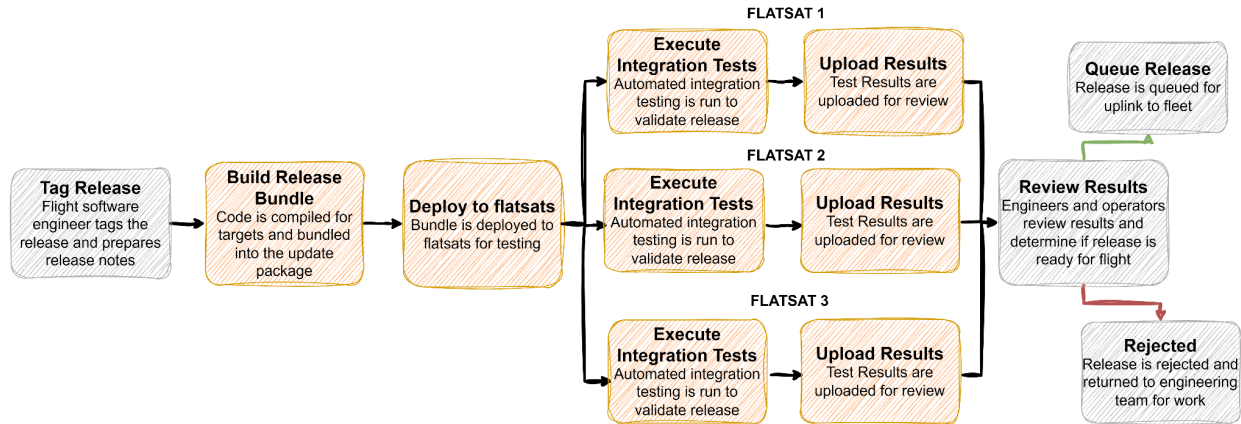 Tag Release
Flight software
engineer tags the
release and prepares
release notes
Build Release
Bundle
Code is compiled for
targets and bundled
into the update
package
Deploy to flatsats
Bundle is deployed to
flatsats for testing
FLATSAT 1
Execute
Integration Tests
Automated integration
testing is run to
validate release
Upload Results
Test Results are
uploaded for review
FLATSAT 2
Execute
Integration Tests
Automated integration
testing is run to
validate release
Upload Results
Test Results are
uploaded for review
FLATSAT 3
Execute
Integration Tests
Automated integration
testing is run to
validate release
Upload Results
Test Results are
uploaded for review
Review Results
Engineers and operators
review results and
determine if release is
ready for flight
Queue Release
Release is queued for
uplink to fleet
Rejected
Release is rejected and
returned to engineering
team for work